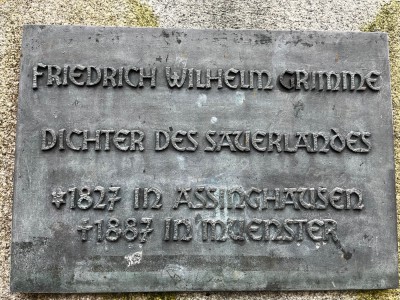 FRIEDRICH WILHELM GRIMME
DICHTER DES SAUERLANDES
*1827 IN ASSINGHAUSEN
†1887 IN MUENSTER